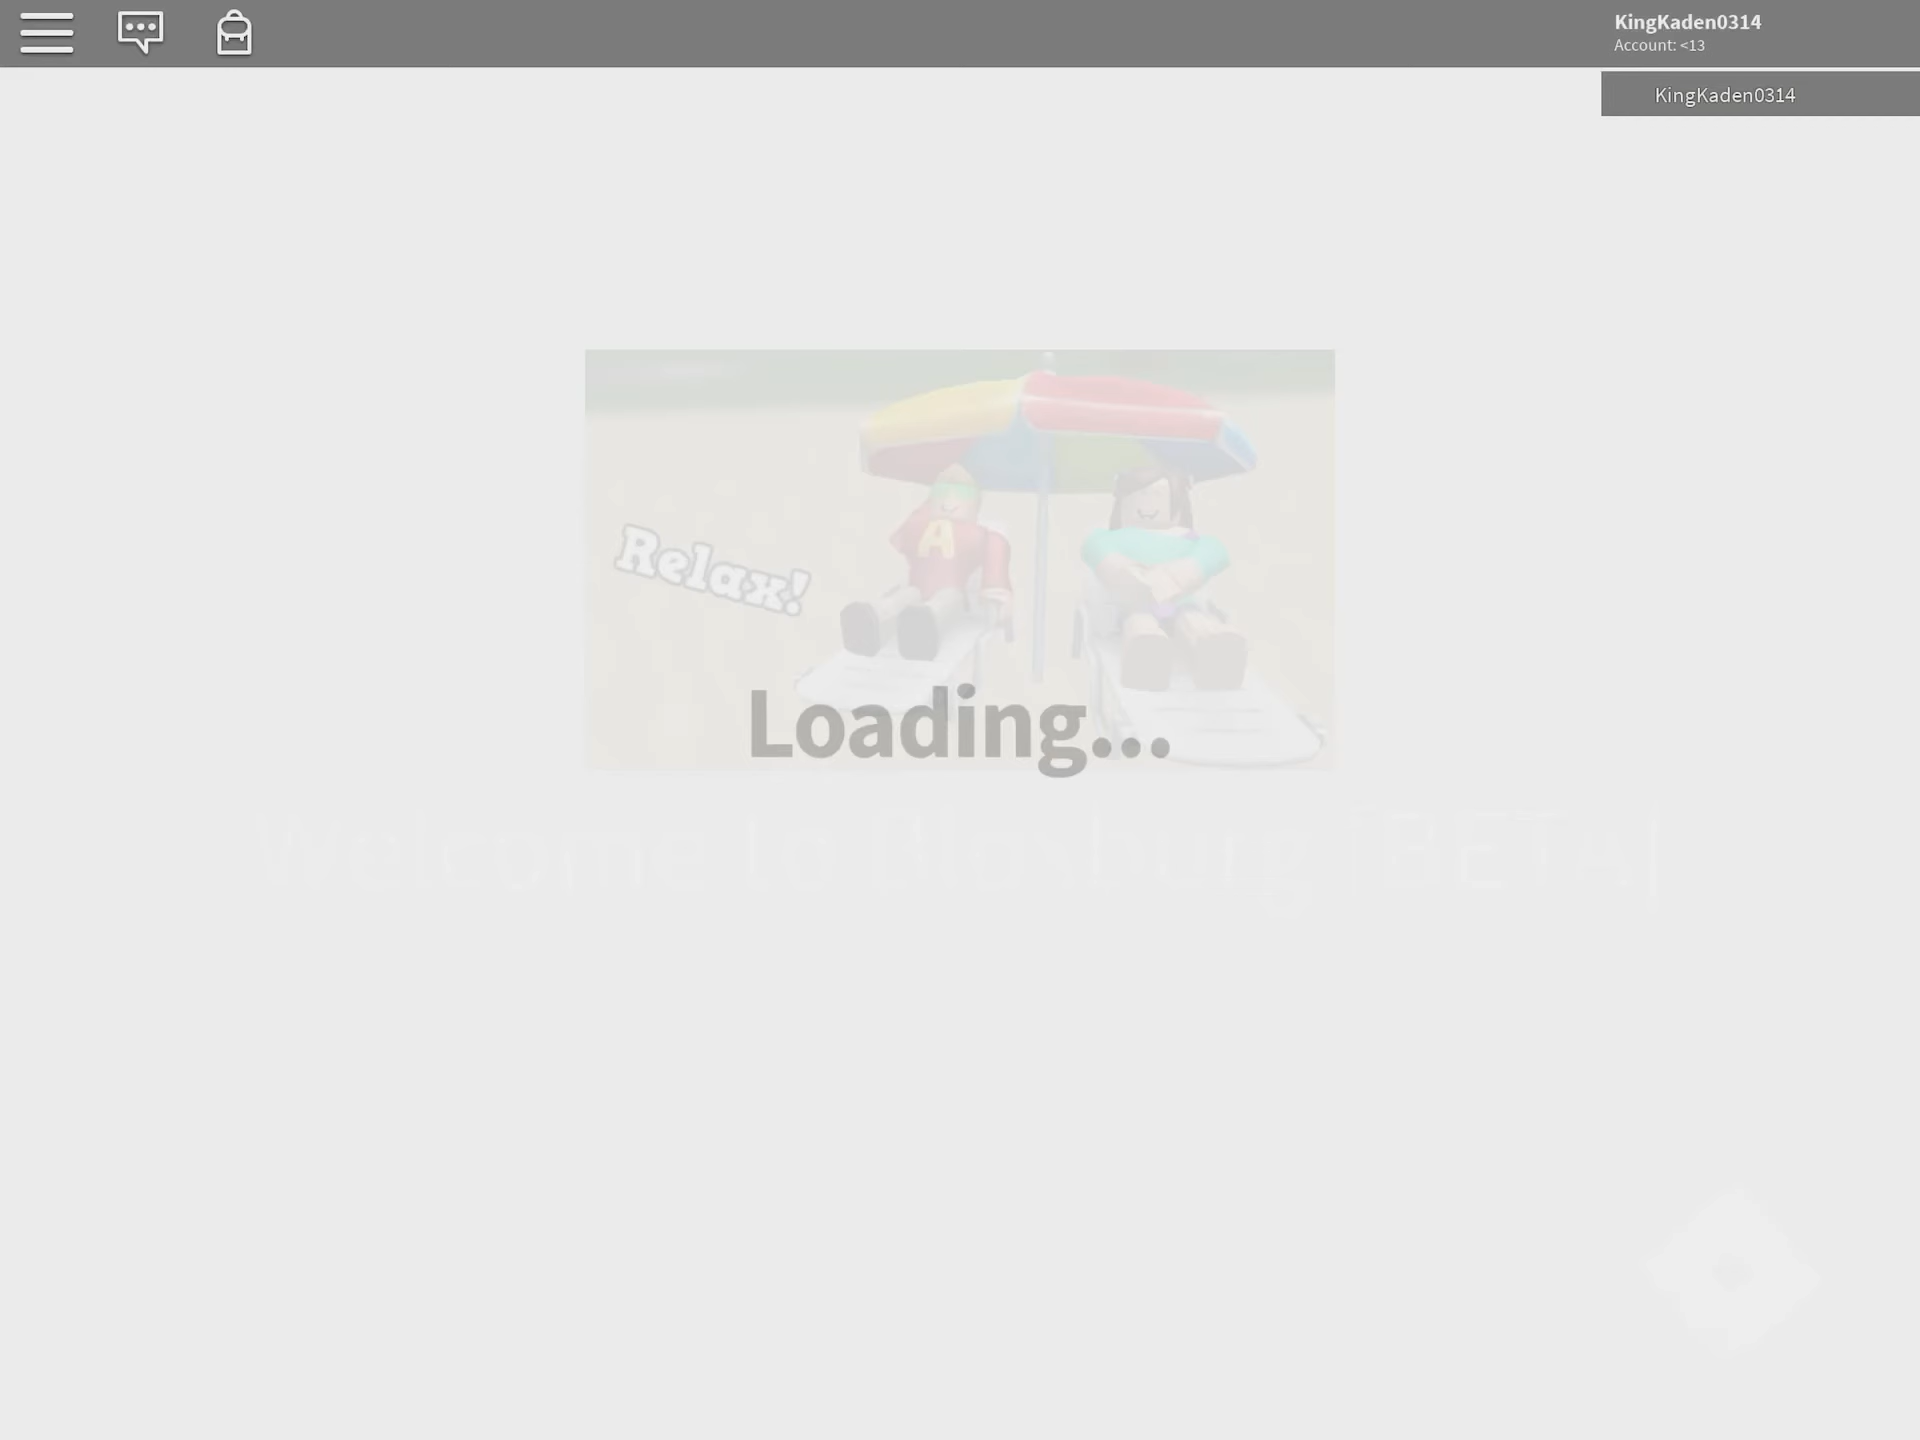 KingKaden0314
Account: <13
KingKaden0314
Relax!
A
Loading...
Welcome to Bloxburg [BETA]